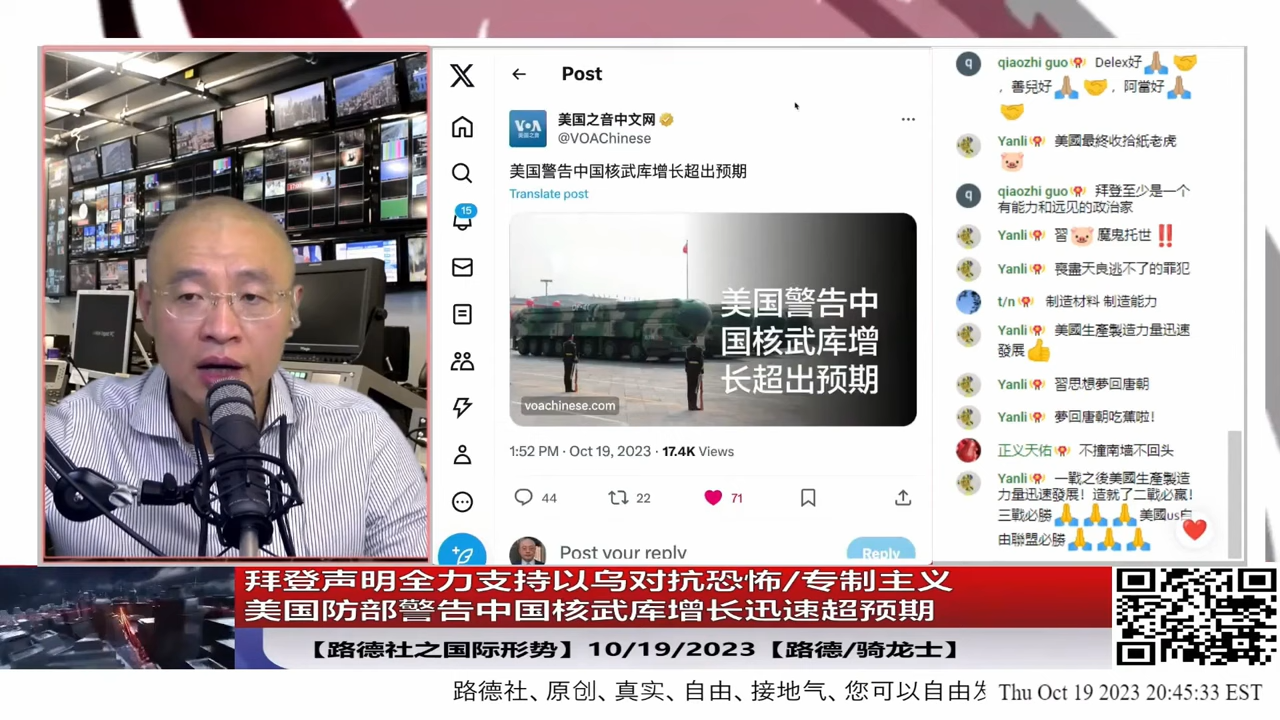 Post
VOA
美国之音
美国之音中文网
@VOAChinese
美国警告中国核武库增长超出预期
Translate post
15
美国警告中
国核武库增
长超出预期
voachinese.com
1:52 PM · Oct 19, 2023 · 17.4K Views
44
22
71
Post your reply
Reply
q
qiaozhi guo Delex好🙏🏽🤝
，善兒好🙏🏽🤝，阿當好🙏🏽
🤝
Yanli 美國最終收拾紙老虎
🐷
q
qiaozhi guo 拜登至少是一个
有能力和远见的政治家
Yanli 習🐷魔鬼托世‼️
Yanli 喪盡天良逃不了的罪犯
t/n 制造材料 制造能力
Yanli 美國生產製造力量迅速
發展👍
Yanli 習思想夢回唐朝
Yanli 夢回唐朝吃蕉啦!
正义天佑 不撞南墙不回头
Yanli 一戰之後美國生產製造
力量迅速發展！造就了二戰必贏!
三戰必勝🙏🙏🙏美國us自
由聯盟必勝🙏🙏🙏
拜登声明全力支持以乌对抗恐怖/专制主义
美国防部警告中国核武库增长迅速超预期
【路德社之国际形势】10/19/2023【路德/骑龙士】
路德社、原创、真实、自由、接地气、您可以自由发
Thu Oct 19 2023 20:45:33 EST